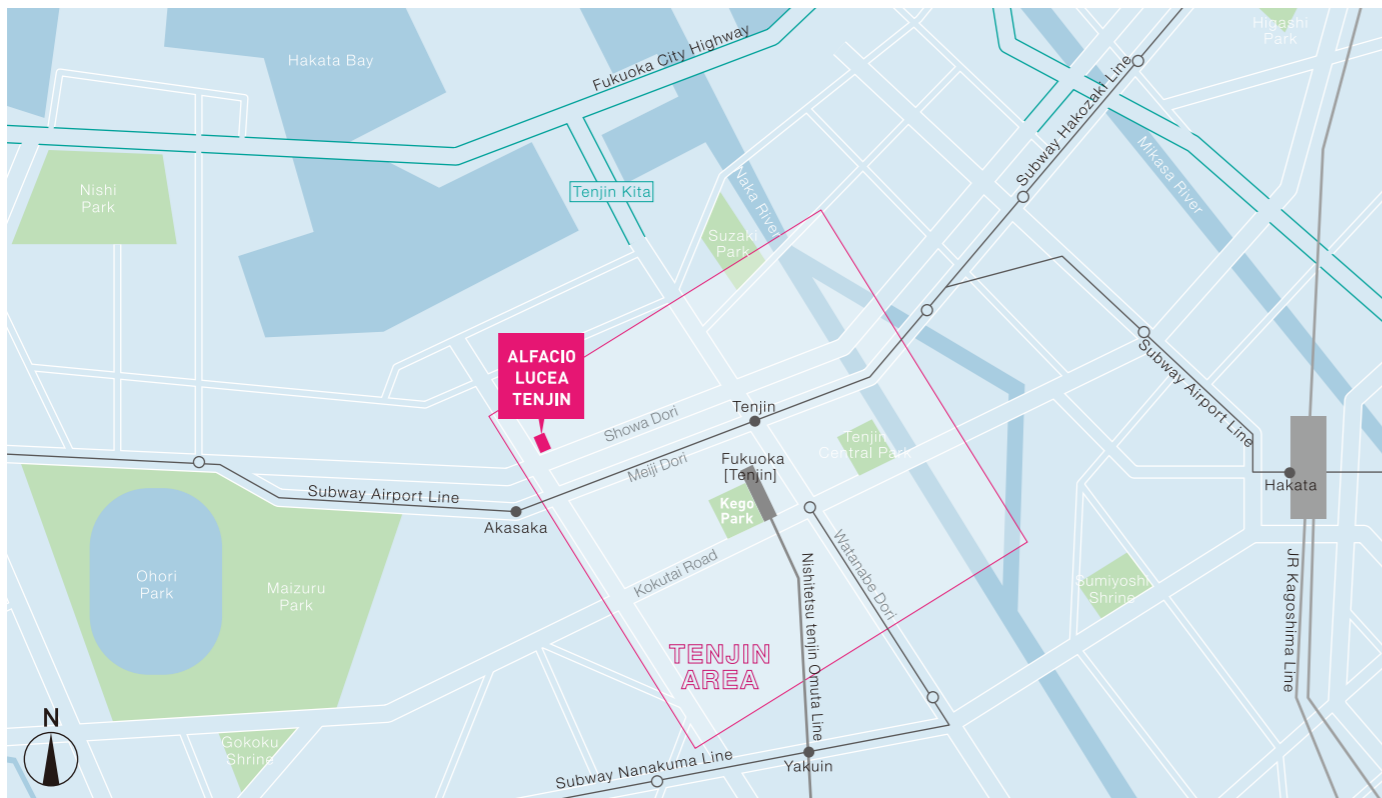 Hakata Bay
Fukuoka City Highway
Higashi
Park
Subway Hakozaki Line
Mikasa River
Nishi
Park
Tenjin Kita
Naka River
Suzaki
Park
ALFACIO
LUCEA
TENJIN
Showa Dori
Tenjin
Meiji Dori
Tenjin
Central Park
Subway Airport Line
Fukuoka
[Tenjin]
Subway Airport Line
Akasaka
Kego
Park
Hakata
Watanabe Dori
Kokutai Road
Nishitetsu tenjin Omuta Line
Ohori
Park
Maizuru
Park
Sumiyoshi
Shrine
JR Kagoshima Line
TENJIN
AREA
N
Gokoku
Shrine
Subway Nanakuma Line
Yakuin